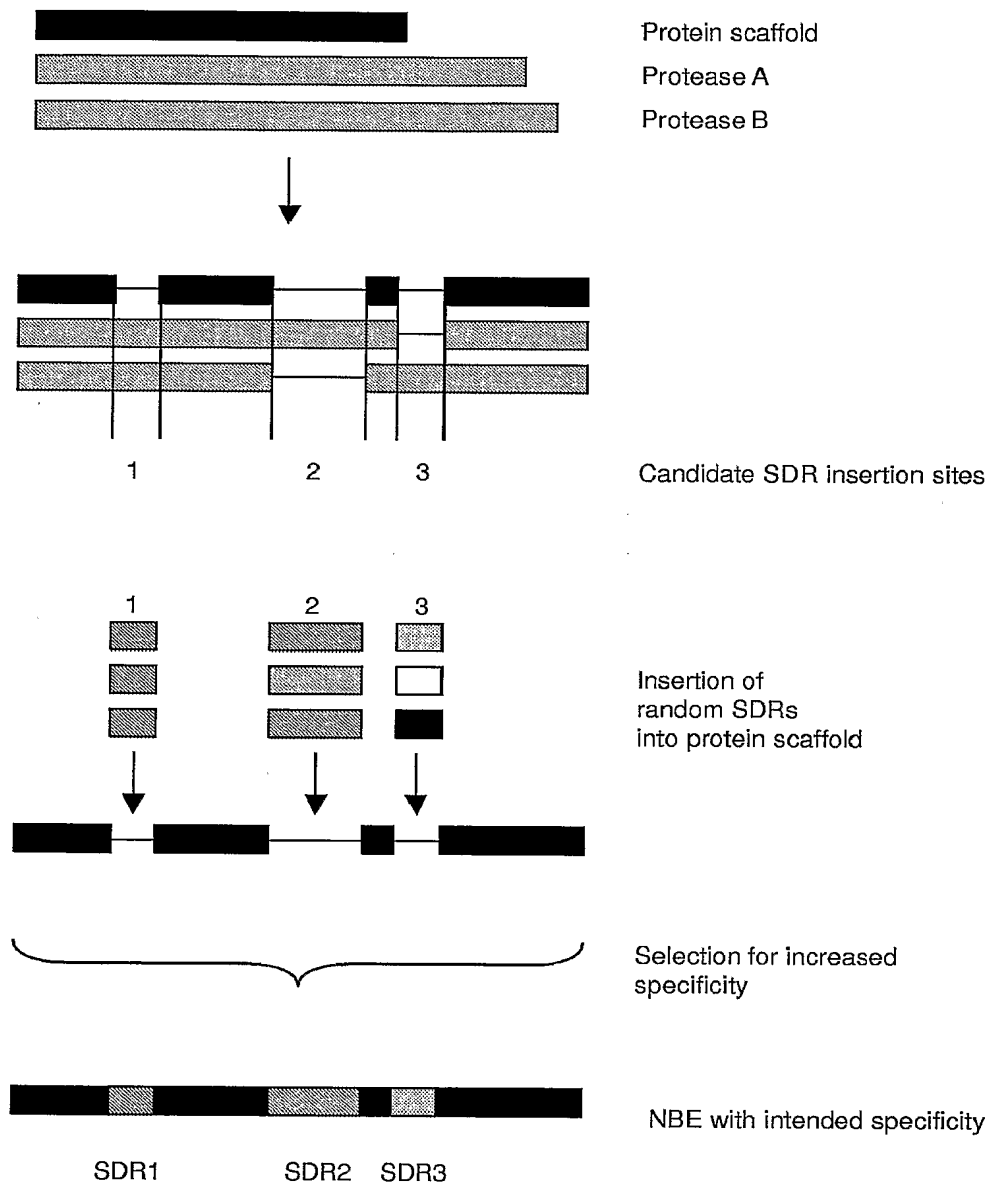 Protein scaffold
Protease A
Protease B
1 2 3
Candidate SDR insertion sites
1 2 3
Insertion of
random SDRs
into protein scaffold
Selection for increased
specificity
NBE with intended specificity
SDR1 SDR2 SDR3